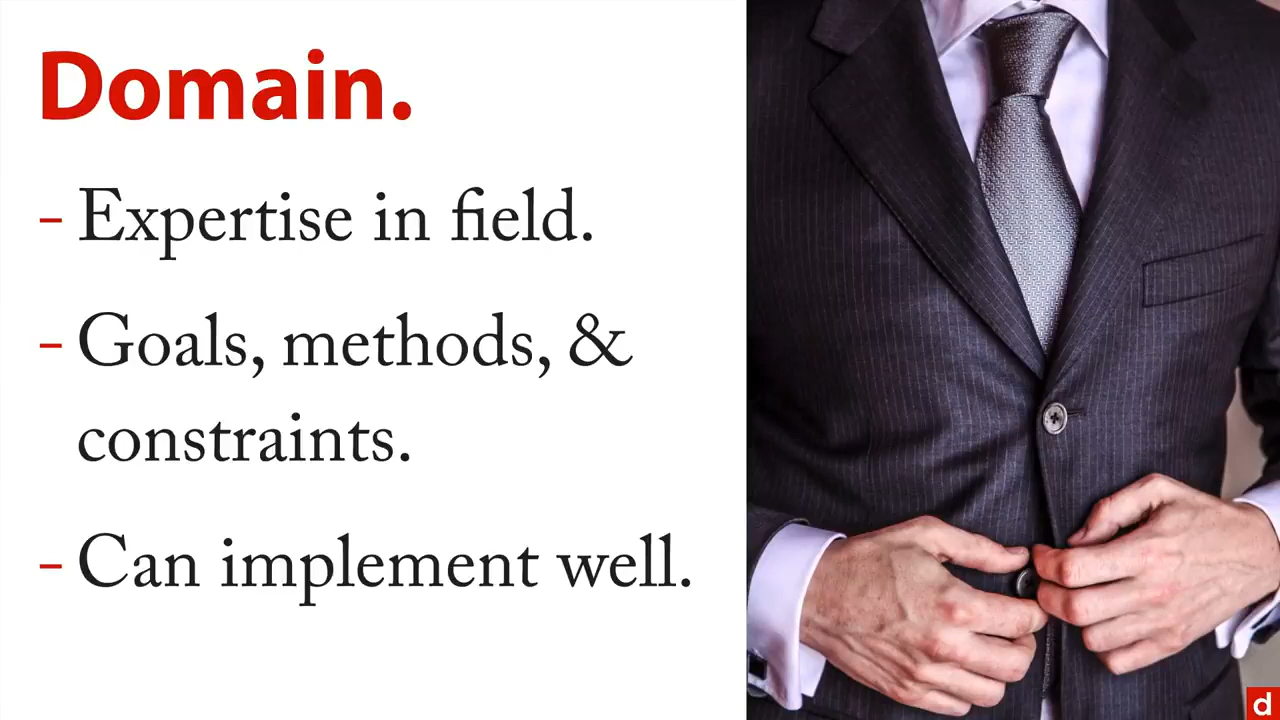 Domain.
- Expertise in field.
- Goals, methods, &
constraints.
- Can implement well.
d